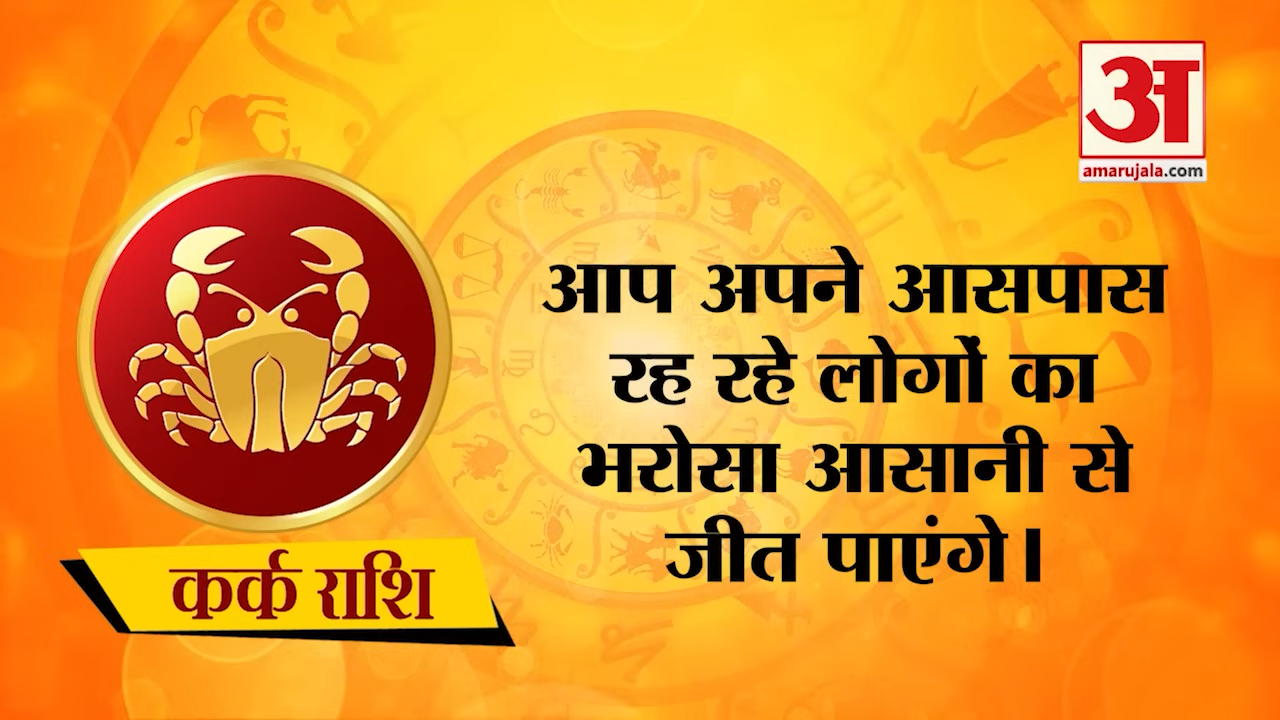 अ
amarujala.com
आप अपने आसपास
रह रहे लोगों का
भरोसा आसानी से
जीत पाएंगे।
कर्क राशि